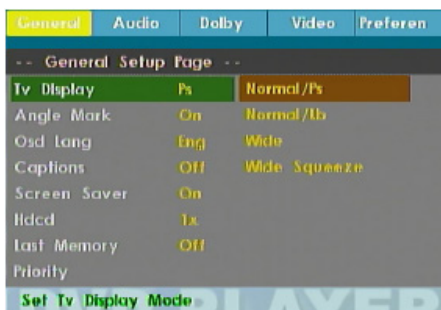 General Audio Dolby Video Preferen
-- General Setup Page --
Tv Display Ps Normal/Ps
Angle Mark On Normal/Lb
Osd Lang Eng Wide
Captions Off Wide Squeeze
Screen Saver On
Hdcd 1x
Last Memory Off
Priority
Set Tv Display Mode
PLAYER